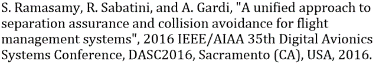 S. Ramasamy, R. Sabatini, and A. Gardi, "A unified approach to
separation assurance and collision avoidance for flight
management systems", 2016 IEEE/AIAA 35th Digital Avionics
Systems Conference, DASC2016, Sacramento (CA), USA, 2016.